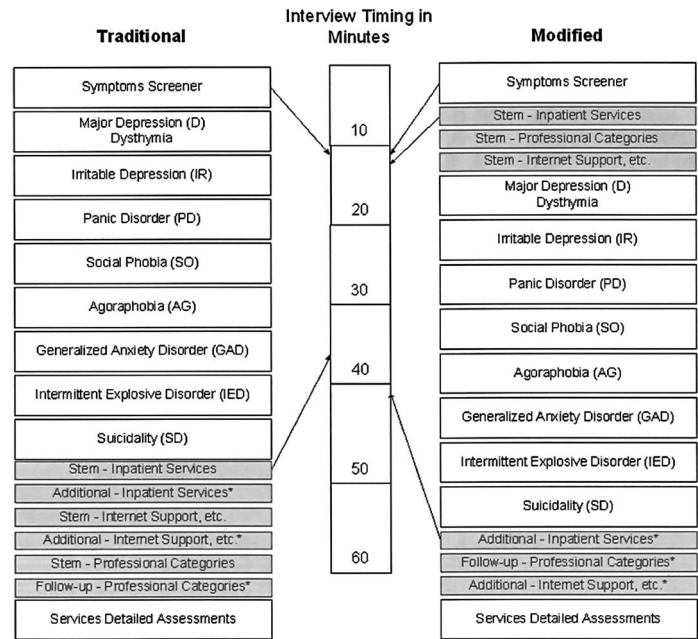 Interview Timing in
Minutes
Traditional
Symptoms Screener
Major Depression (D)
Dysthymia
Irritable Depression (IR)
Panic Disorder (PD)
Social Phobia (SO)
Agoraphobia (AG)
Generalized Anxiety Disorder (GAD)
Intermittent Explosive Disorder (IED)
Suicidality (SD)
Stem - Inpatient Services
Additional - Inpatient Services*
Stem - Internet Support, etc.
Additional - Internet Support, etc.*
Stem - Professional Categories
Follow-up - Professional Categories*
Services Detailed Assessments
10
20
30
40
50
60
Modified
Symptoms Screener
Stem - Inpatient Services
Stem - Professional Categories
Stem - Internet Support, etc.
Major Depression (D)
Dysthymia
Irritable Depression (IR)
Panic Disorder (PD)
Social Phobia (SO)
Agoraphobia (AG)
Generalized Anxiety Disorder (GAD)
Intermittent Explosive Disorder (IED)
Suicidality (SD)
Additional - Inpatient Services*
Follow-up - Professional Categories*
Additional - Internet Support, etc.*
Services Detailed Assessments